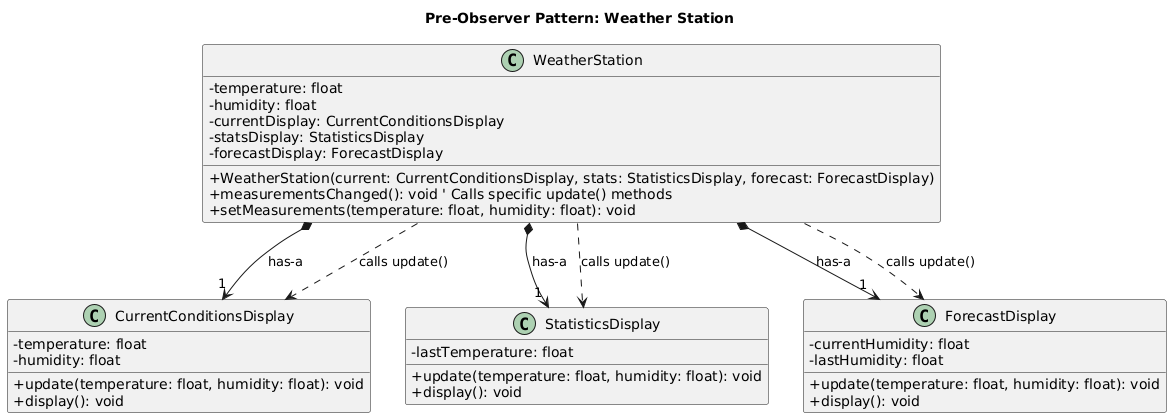 Pre-Observer Pattern: Weather Station
C WeatherStation
-temperature: float
-humidity: float
-currentDisplay: CurrentConditionsDisplay
-statsDisplay: StatisticsDisplay
-forecastDisplay: ForecastDisplay
+WeatherStation(current: CurrentConditionsDisplay, stats: StatisticsDisplay, forecast: ForecastDisplay)
+measurementsChanged(): void ' Calls specific update() methods
+setMeasurements(temperature: float, humidity: float): void
has-a
calls update()
has-a
calls update()
has-a
calls update()
1
1
1
C CurrentConditionsDisplay
-temperature: float
-humidity: float
+update(temperature: float, humidity: float): void
+display(): void
C StatisticsDisplay
-lastTemperature: float
+update(temperature: float, humidity: float): void
+display(): void
C ForecastDisplay
-currentHumidity: float
-lastHumidity: float
+update(temperature: float, humidity: float): void
+display(): void